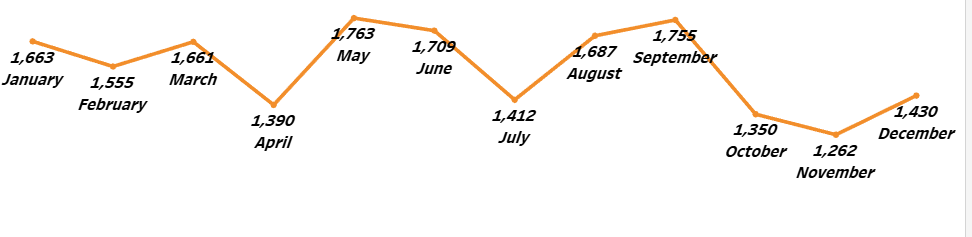 1,663
January
1,555
February
1,661
March
1,390
April
1,763
May
1,709
June
1,412
July
1,687
August
1,755
September
1,350
October
1,262
November
1,430
December